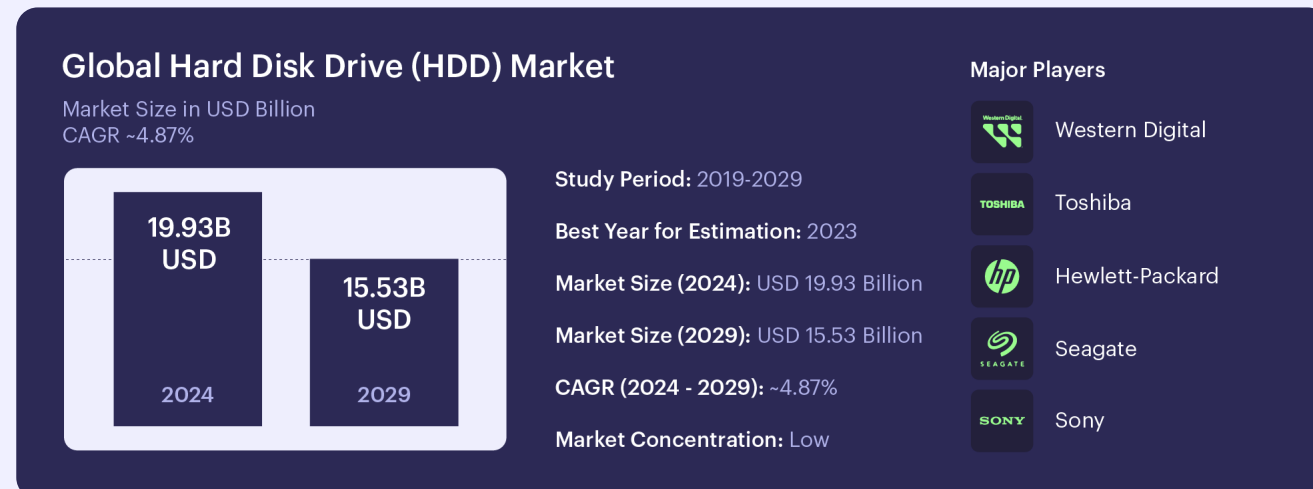 Global Hard Disk Drive (HDD) Market
Market Size in USD Billion
CAGR ~4.87%
19.93B
USD
2024
15.53B
USD
2029
Study Period: 2019-2029
Best Year for Estimation: 2023
Market Size (2024): USD 19.93 Billion
Market Size (2029): USD 15.53 Billion
CAGR (2024 - 2029): ~4.87%
Market Concentration: Low
Major Players
Western Digital
Western Digital
TOSHIBA
Toshiba
hp
Hewlett-Packard
SEAGATE
Seagate
SONY
Sony